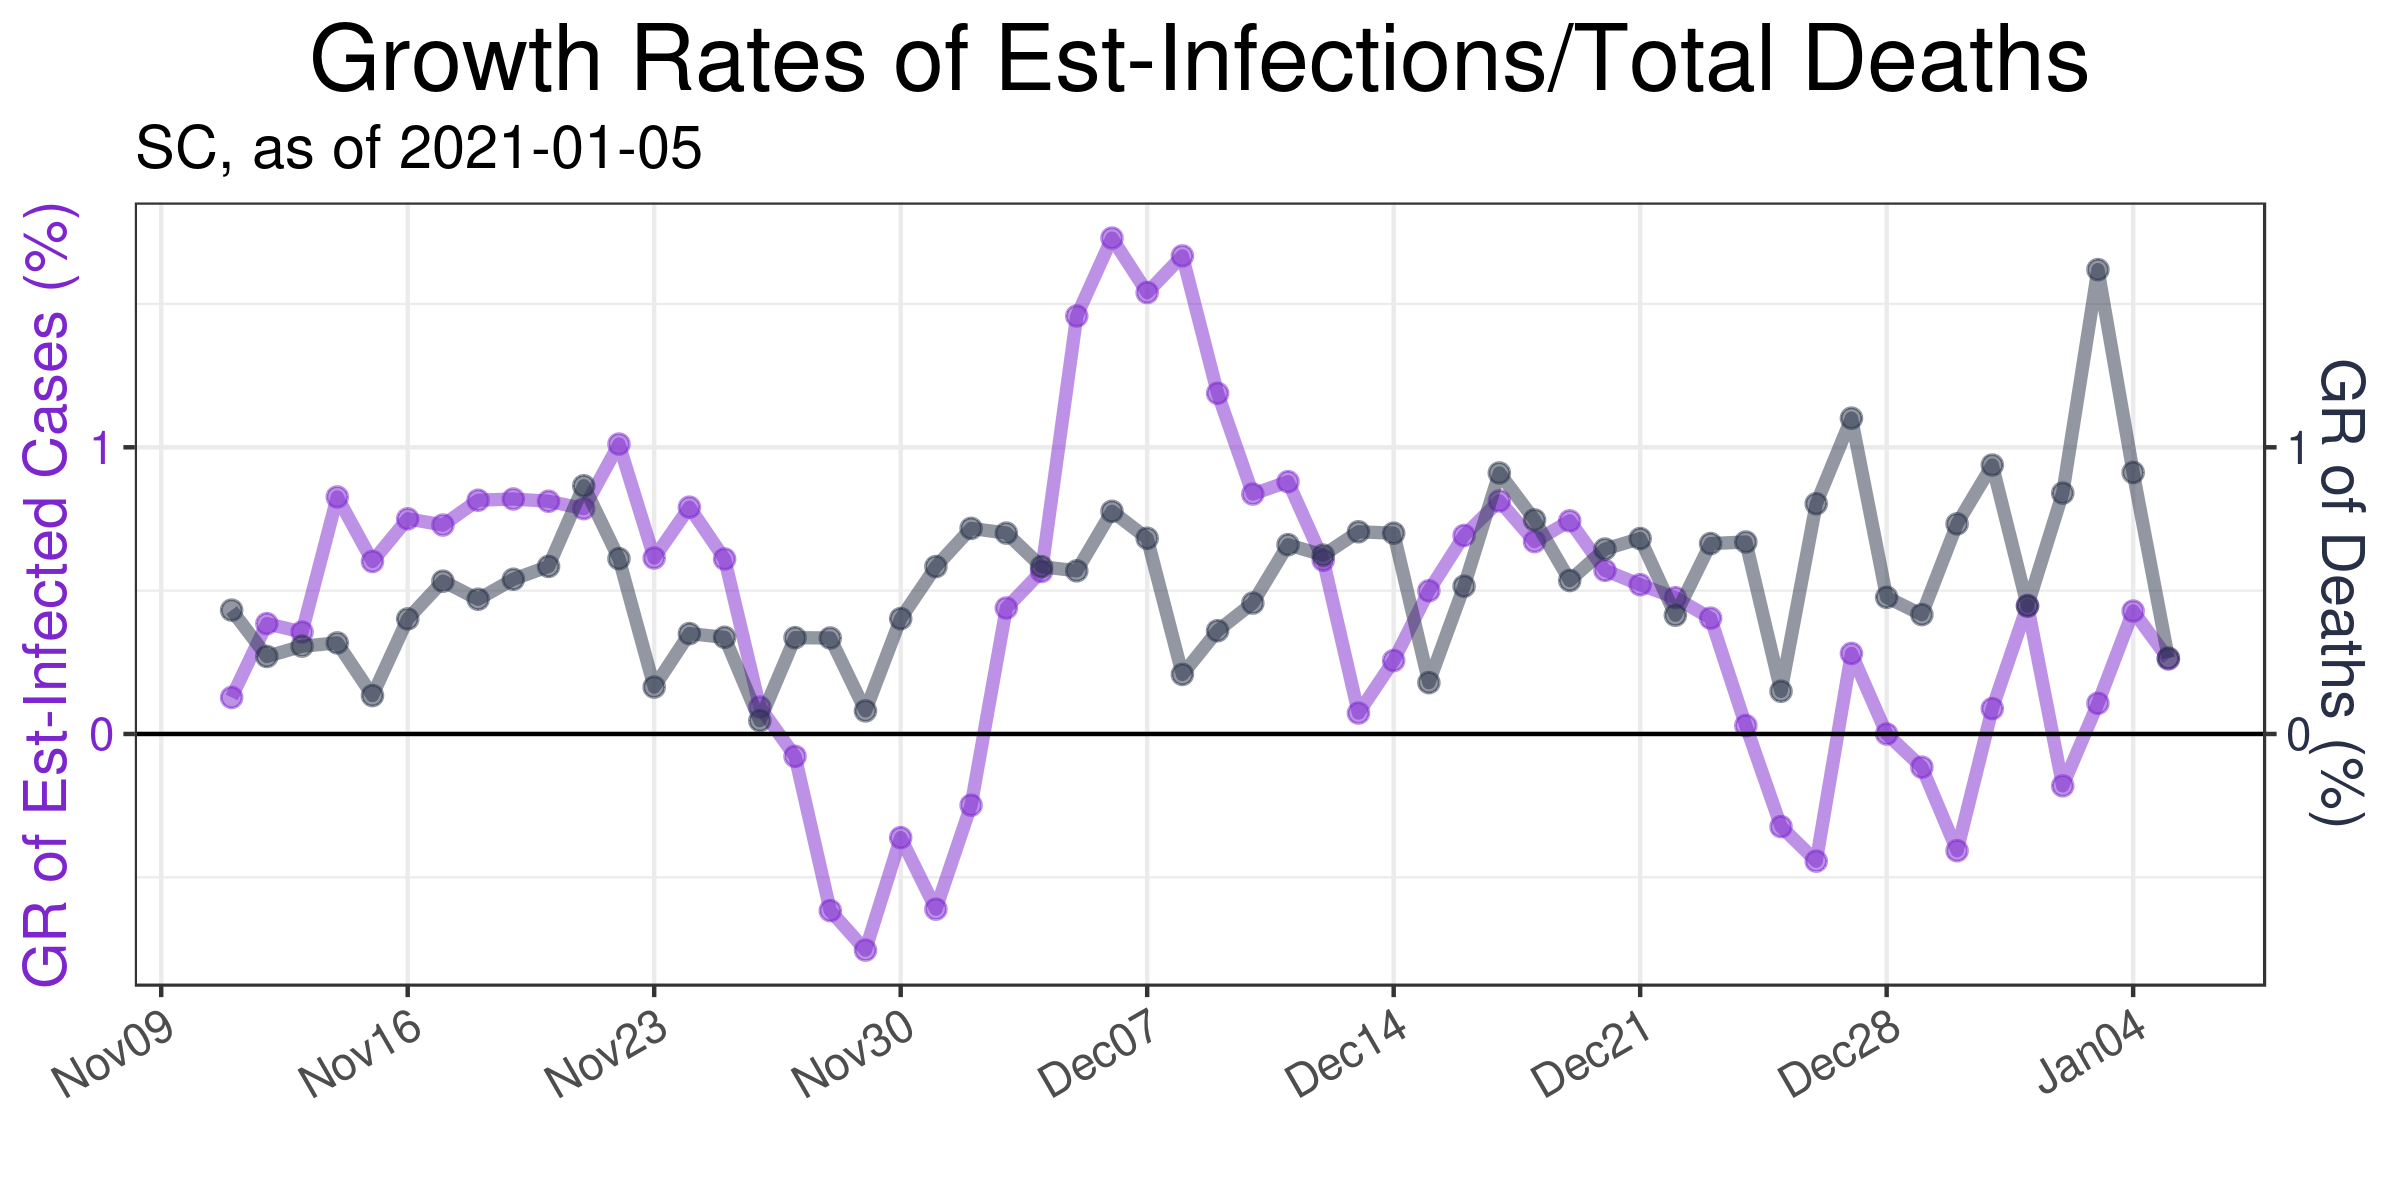 Growth Rates of Est-Infections/Total Deaths
SC, as of 2021-01-05
GR of Est-Infected Cases (%)
1
0
1
0
GR of Deaths (%)
Nov09
Nov16
Nov23
Nov30
Dec07
Dec14
Dec21
Dec28
Jan04